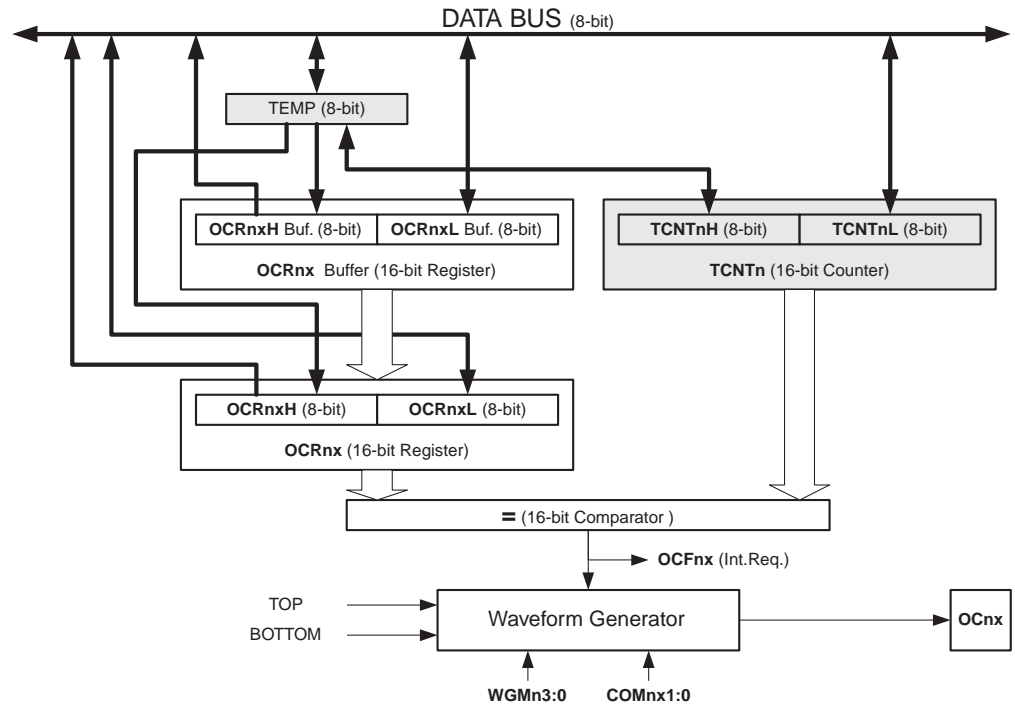 DATA BUS (8-bit)
TEMP (8-bit)
OCRnxH Buf. (8-bit) OCRnxL Buf. (8-bit)
OCRnx Buffer (16-bit Register)
TCNTnH (8-bit) TCNTnL (8-bit)
TCNTn (16-bit Counter)
OCRnxH (8-bit) OCRnxL (8-bit)
OCRnx (16-bit Register)
= (16-bit Comparator )
OCFnx (Int.Req.)
TOP
BOTTOM
Waveform Generator
OCnx
WGMn3:0 COMnx1:0